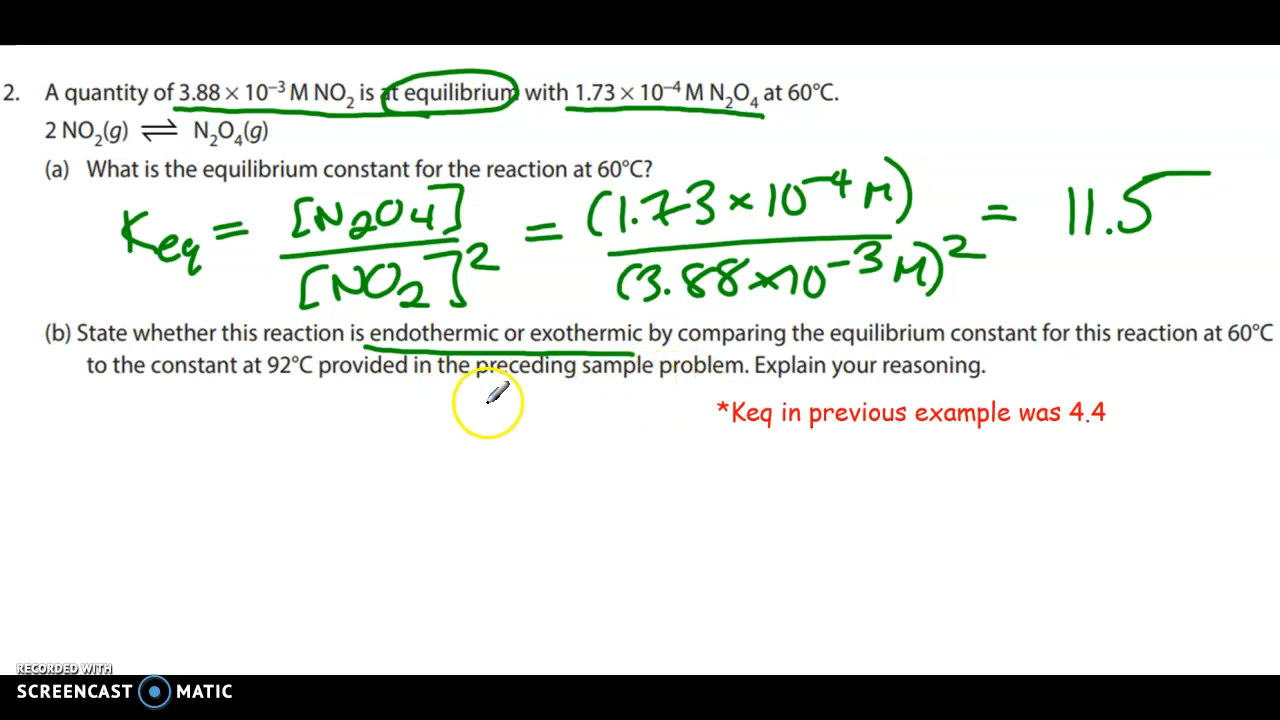 2. A quantity of 3.88 × 10⁻³ M NO₂ is at equilibrium with 1.73 × 10⁻⁴ M N₂O₄ at 60°C.
2 NO₂(g) ⇌ N₂O₄(g)
(a) What is the equilibrium constant for the reaction at 60°C?
Keq = [N₂O₄] / [NO₂]² = (1.73 × 10⁻⁴ M) / (3.88 × 10⁻³ M)² = 11.5
(b) State whether this reaction is endothermic or exothermic by comparing the equilibrium constant for this reaction at 60°C
to the constant at 92°C provided in the preceding sample problem. Explain your reasoning.
*Keq in previous example was 4.4
RECORDED WITH
SCREENCAST MATIC